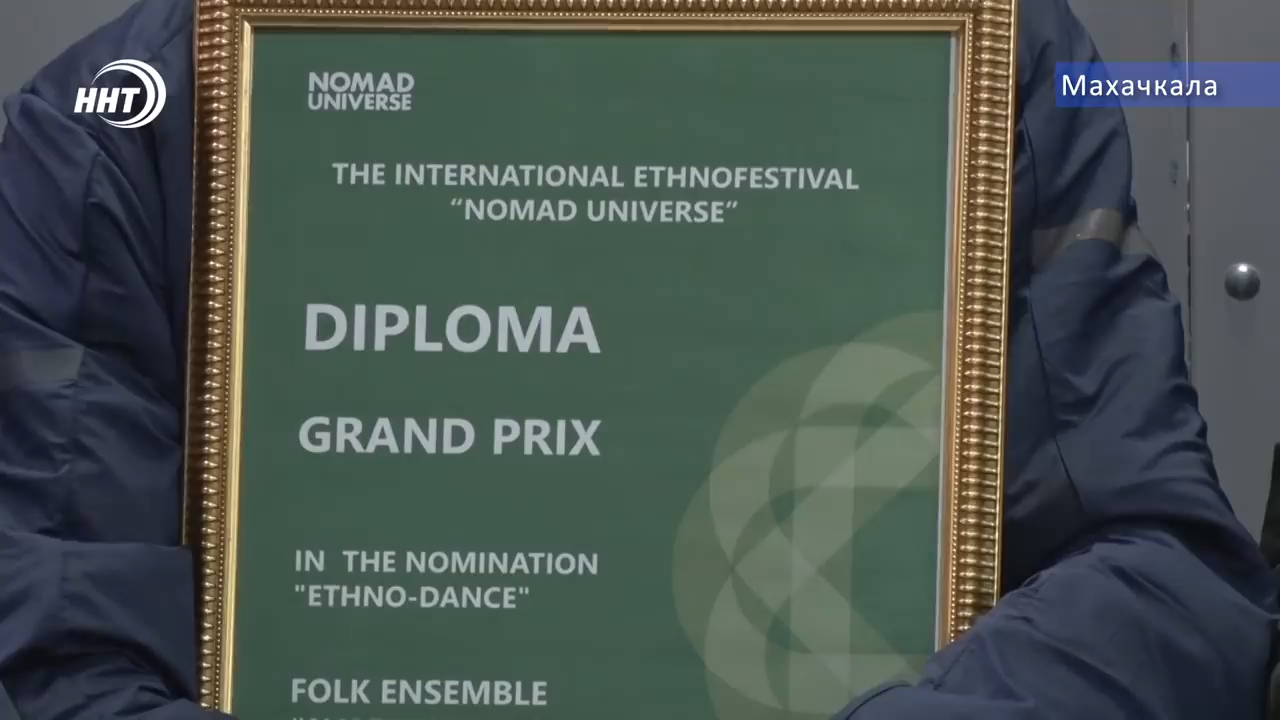 ННТ
Махачкала
NOMAD
UNIVERSE
THE INTERNATIONAL ETHNOFESTIVAL
“NOMAD UNIVERSE”
DIPLOMA
GRAND PRIX
IN THE NOMINATION
"ETHNO-DANCE"
FOLK ENSEMBLE